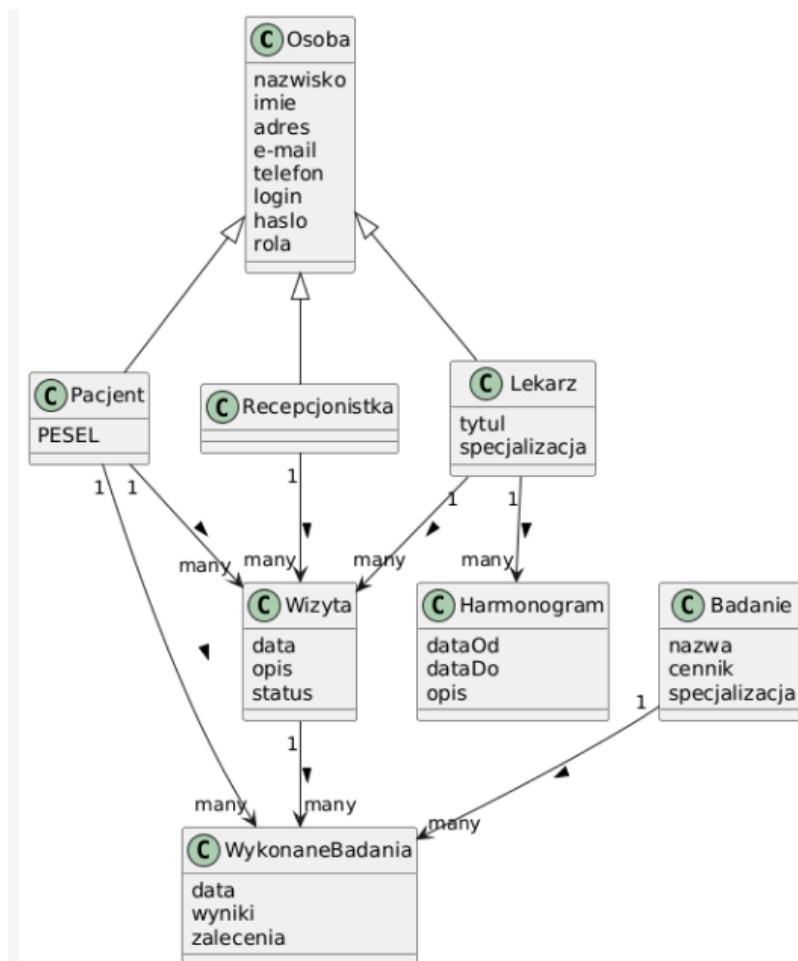 C Osoba
nazwisko
imie
adres
e-mail
telefon
login
haslo
rola
C Pacjent
PESEL
C Recepcjonistka
C Lekarz
tytul
specjalizacja
1 1
1
1 1
many
many
many
many
C Wizyta
data
opis
status
C Harmonogram
dataOd
dataDo
opis
C Badanie
nazwa
cennik
specjalizacja
1
1
many
many
many
C WykonaneBadania
data
wyniki
zalecenia